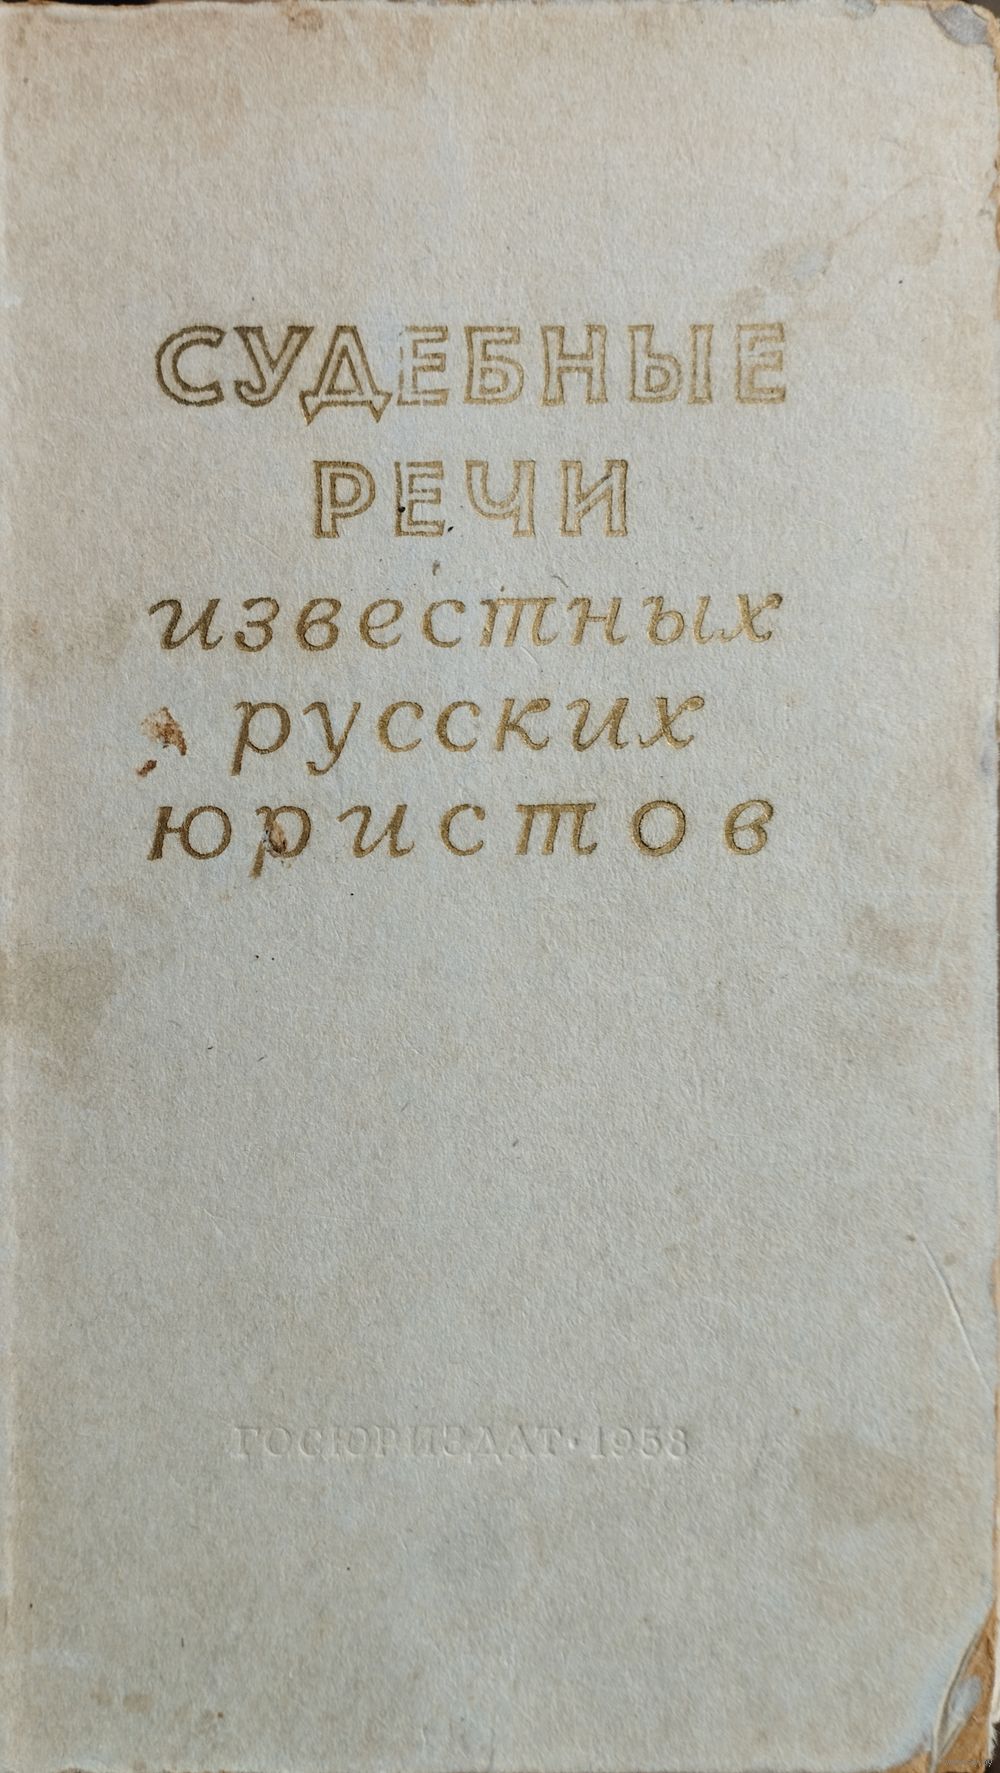 СУДЕБНЫЕ
РЕЧИ
известных
русских
юристов
ГОСЮРИЗДАТ·1958